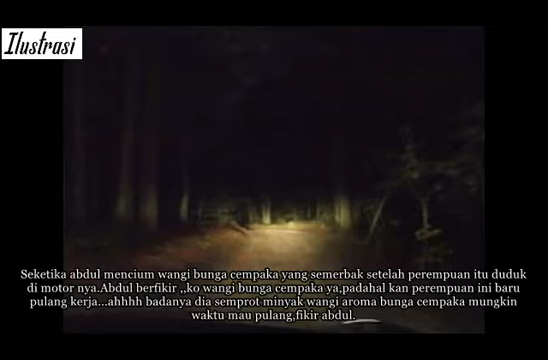 Ilustrasi
Seketika abdul mencium wangi bunga cempaka yang semerbak setelah perempuan itu duduk
di motor nya.Abdul berfikir ,,ko wangi bunga cempaka ya,padahal kan perempuan ini baru
pulang kerja...ahhhh badanya dia semprot minyak wangi aroma bunga cempaka mungkin
waktu mau pulang,fikir abdul.